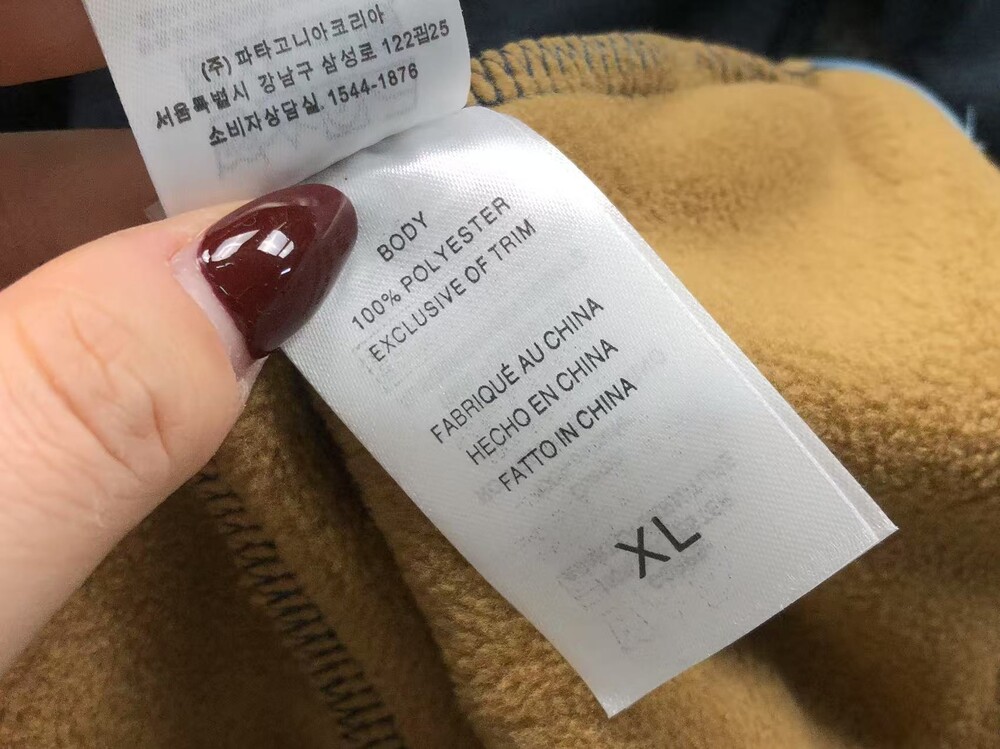 (주) 파타고니아코리아
서울특별시 강남구 삼성로 122굅25
소비자상담실. 1544-1876
BODY
100% POLYESTER
EXCLUSIVE OF TRIM
FABRIQUÉ AU CHINA
HECHO EN CHINA
FATTO IN CHINA
XL